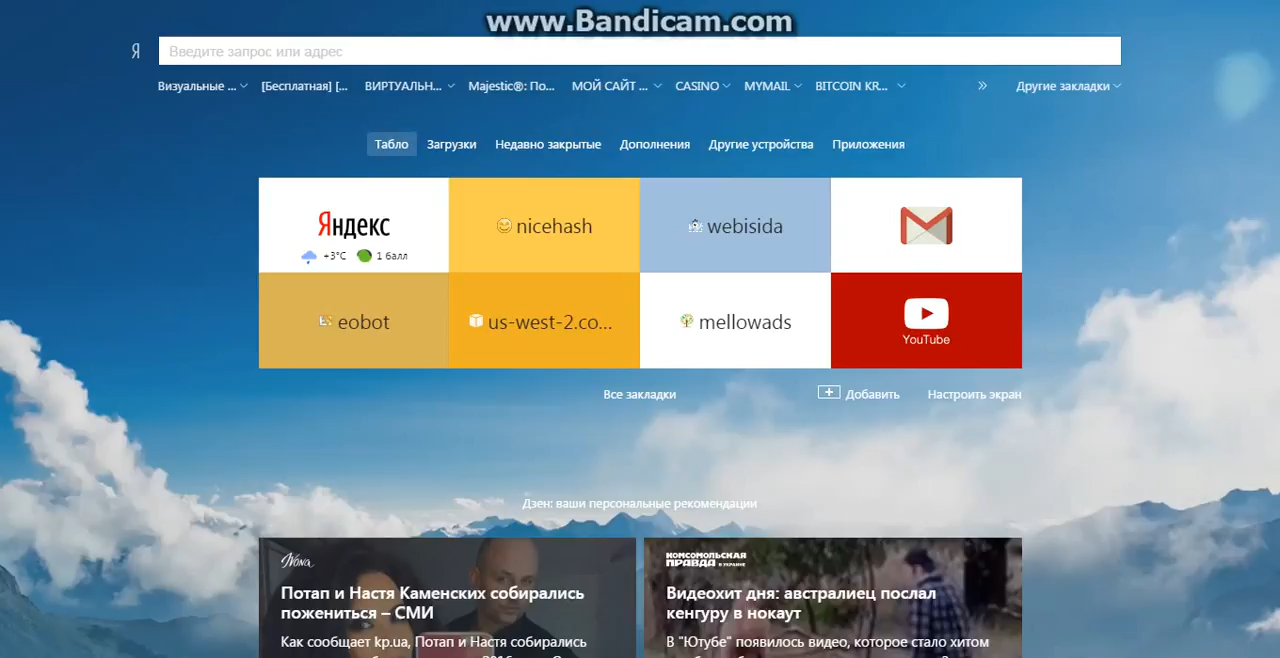 www.Bandicam.com
Я Введите запрос или адрес
Визуальные ... [Бесплатная] [... ВИРТУАЛЬН... Majestic®: По... МОЙ САЙТ ... CASINO MYMAIL BITCOIN KR... » Другие закладки
Табло Загрузки Недавно закрытые Дополнения Другие устройства Приложения
Яндекс nicehash webisida
+3°C 1 балл
eobot us-west-2.co... mellowads YouTube
Все закладки Добавить Настроить экран
Дзен: ваши персональные рекомендации
Ivona
Потап и Настя Каменских собирались
пожениться – СМИ
Как сообщает kp.ua, Потап и Настя собирались
КОМСОМОЛЬСКАЯ
ПРАВДА В УКРАИНЕ
Видеохит дня: австралиец послал
кенгуру в нокаут
В "Ютубе" появилось видео, которое стало хитом